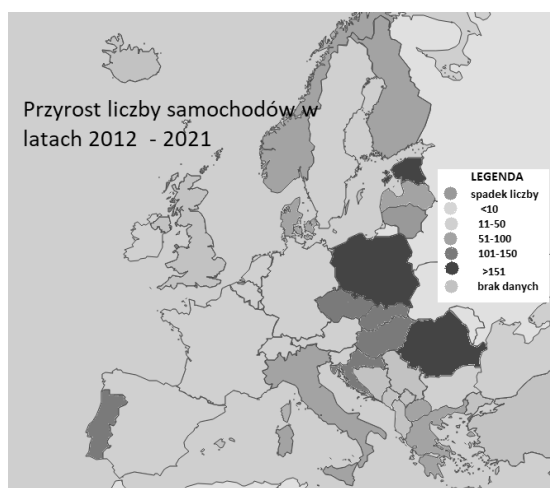 Przyrost liczby samochodów w
latach 2012 - 2021
LEGENDA
spadek liczby
<10
11-50
51-100
101-150
>151
brak danych